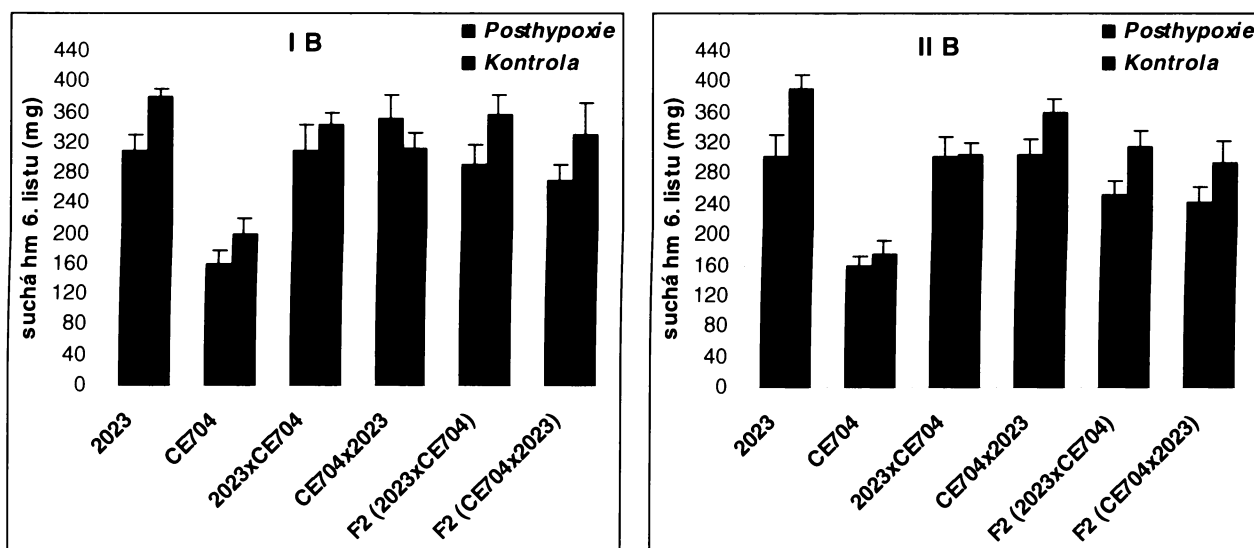 I B
Posthypoxie
Kontrola
suchá hm 6. listu (mg)
440
400
360
320
280
240
200
160
120
80
40
0
2023
CE704
2023xCE704
CE704x2023
F2 (2023xCE704)
F2 (CE704x2023)
II B
Posthypoxie
Kontrola
suchá hm 6. listu (mg)
440
400
360
320
280
240
200
160
120
80
40
0
2023
CE704
2023xCE704
CE704x2023
F2 (2023xCE704)
F2 (CE704x2023)